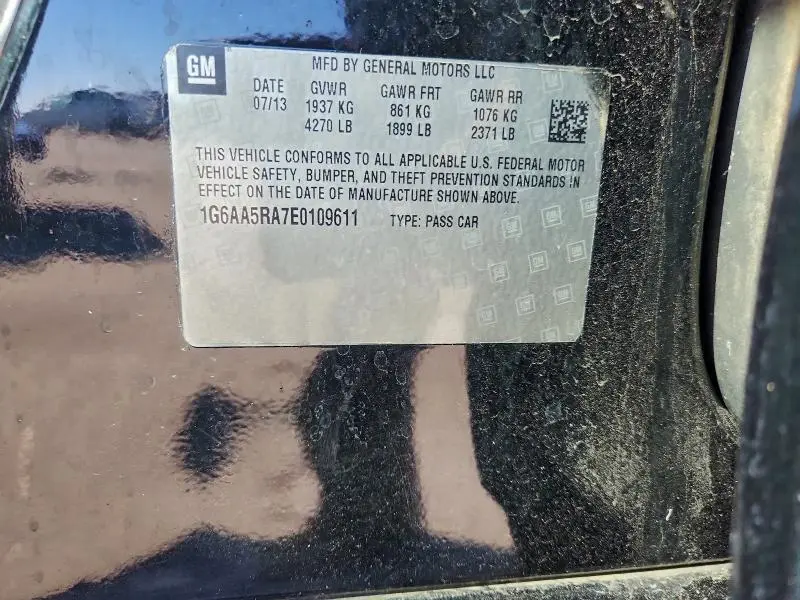 GM
MFD BY GENERAL MOTORS LLC
DATE GVWR GAWR FRT GAWR RR
07/13 1937 KG 861 KG 1076 KG
4270 LB 1899 LB 2371 LB
THIS VEHICLE CONFORMS TO ALL APPLICABLE U.S. FEDERAL MOTOR
VEHICLE SAFETY, BUMPER, AND THEFT PREVENTION STANDARDS IN
EFFECT ON THE DATE OF MANUFACTURE SHOWN ABOVE.
1G6AA5RA7E0109611 TYPE: PASS CAR